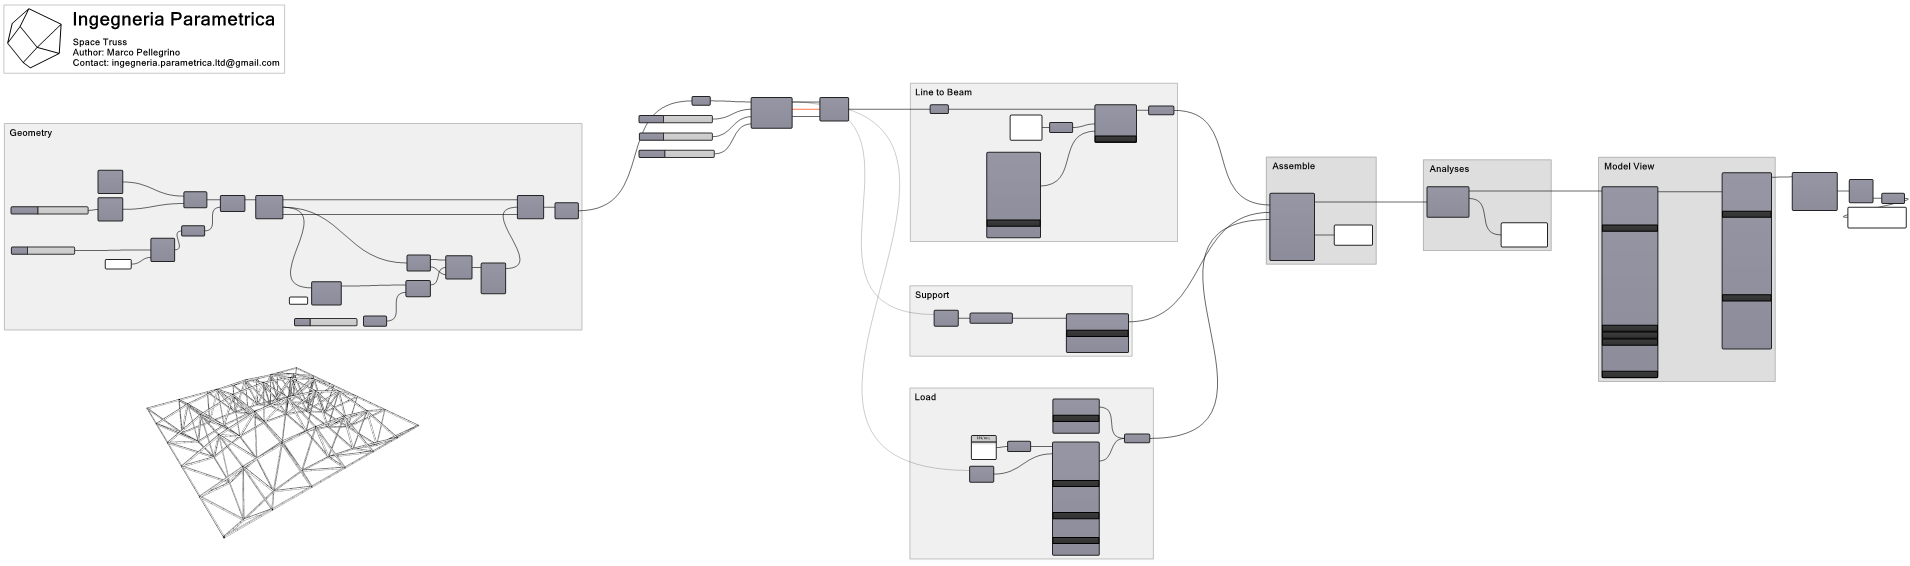 Ingegneria Parametrica
Space Truss
Author: Marco Pellegrino
Contact: ingegneria.parametrica.ltd@gmail.com
Geometry
Line to Beam
Support
Load
Assemble
Analyses
Model View